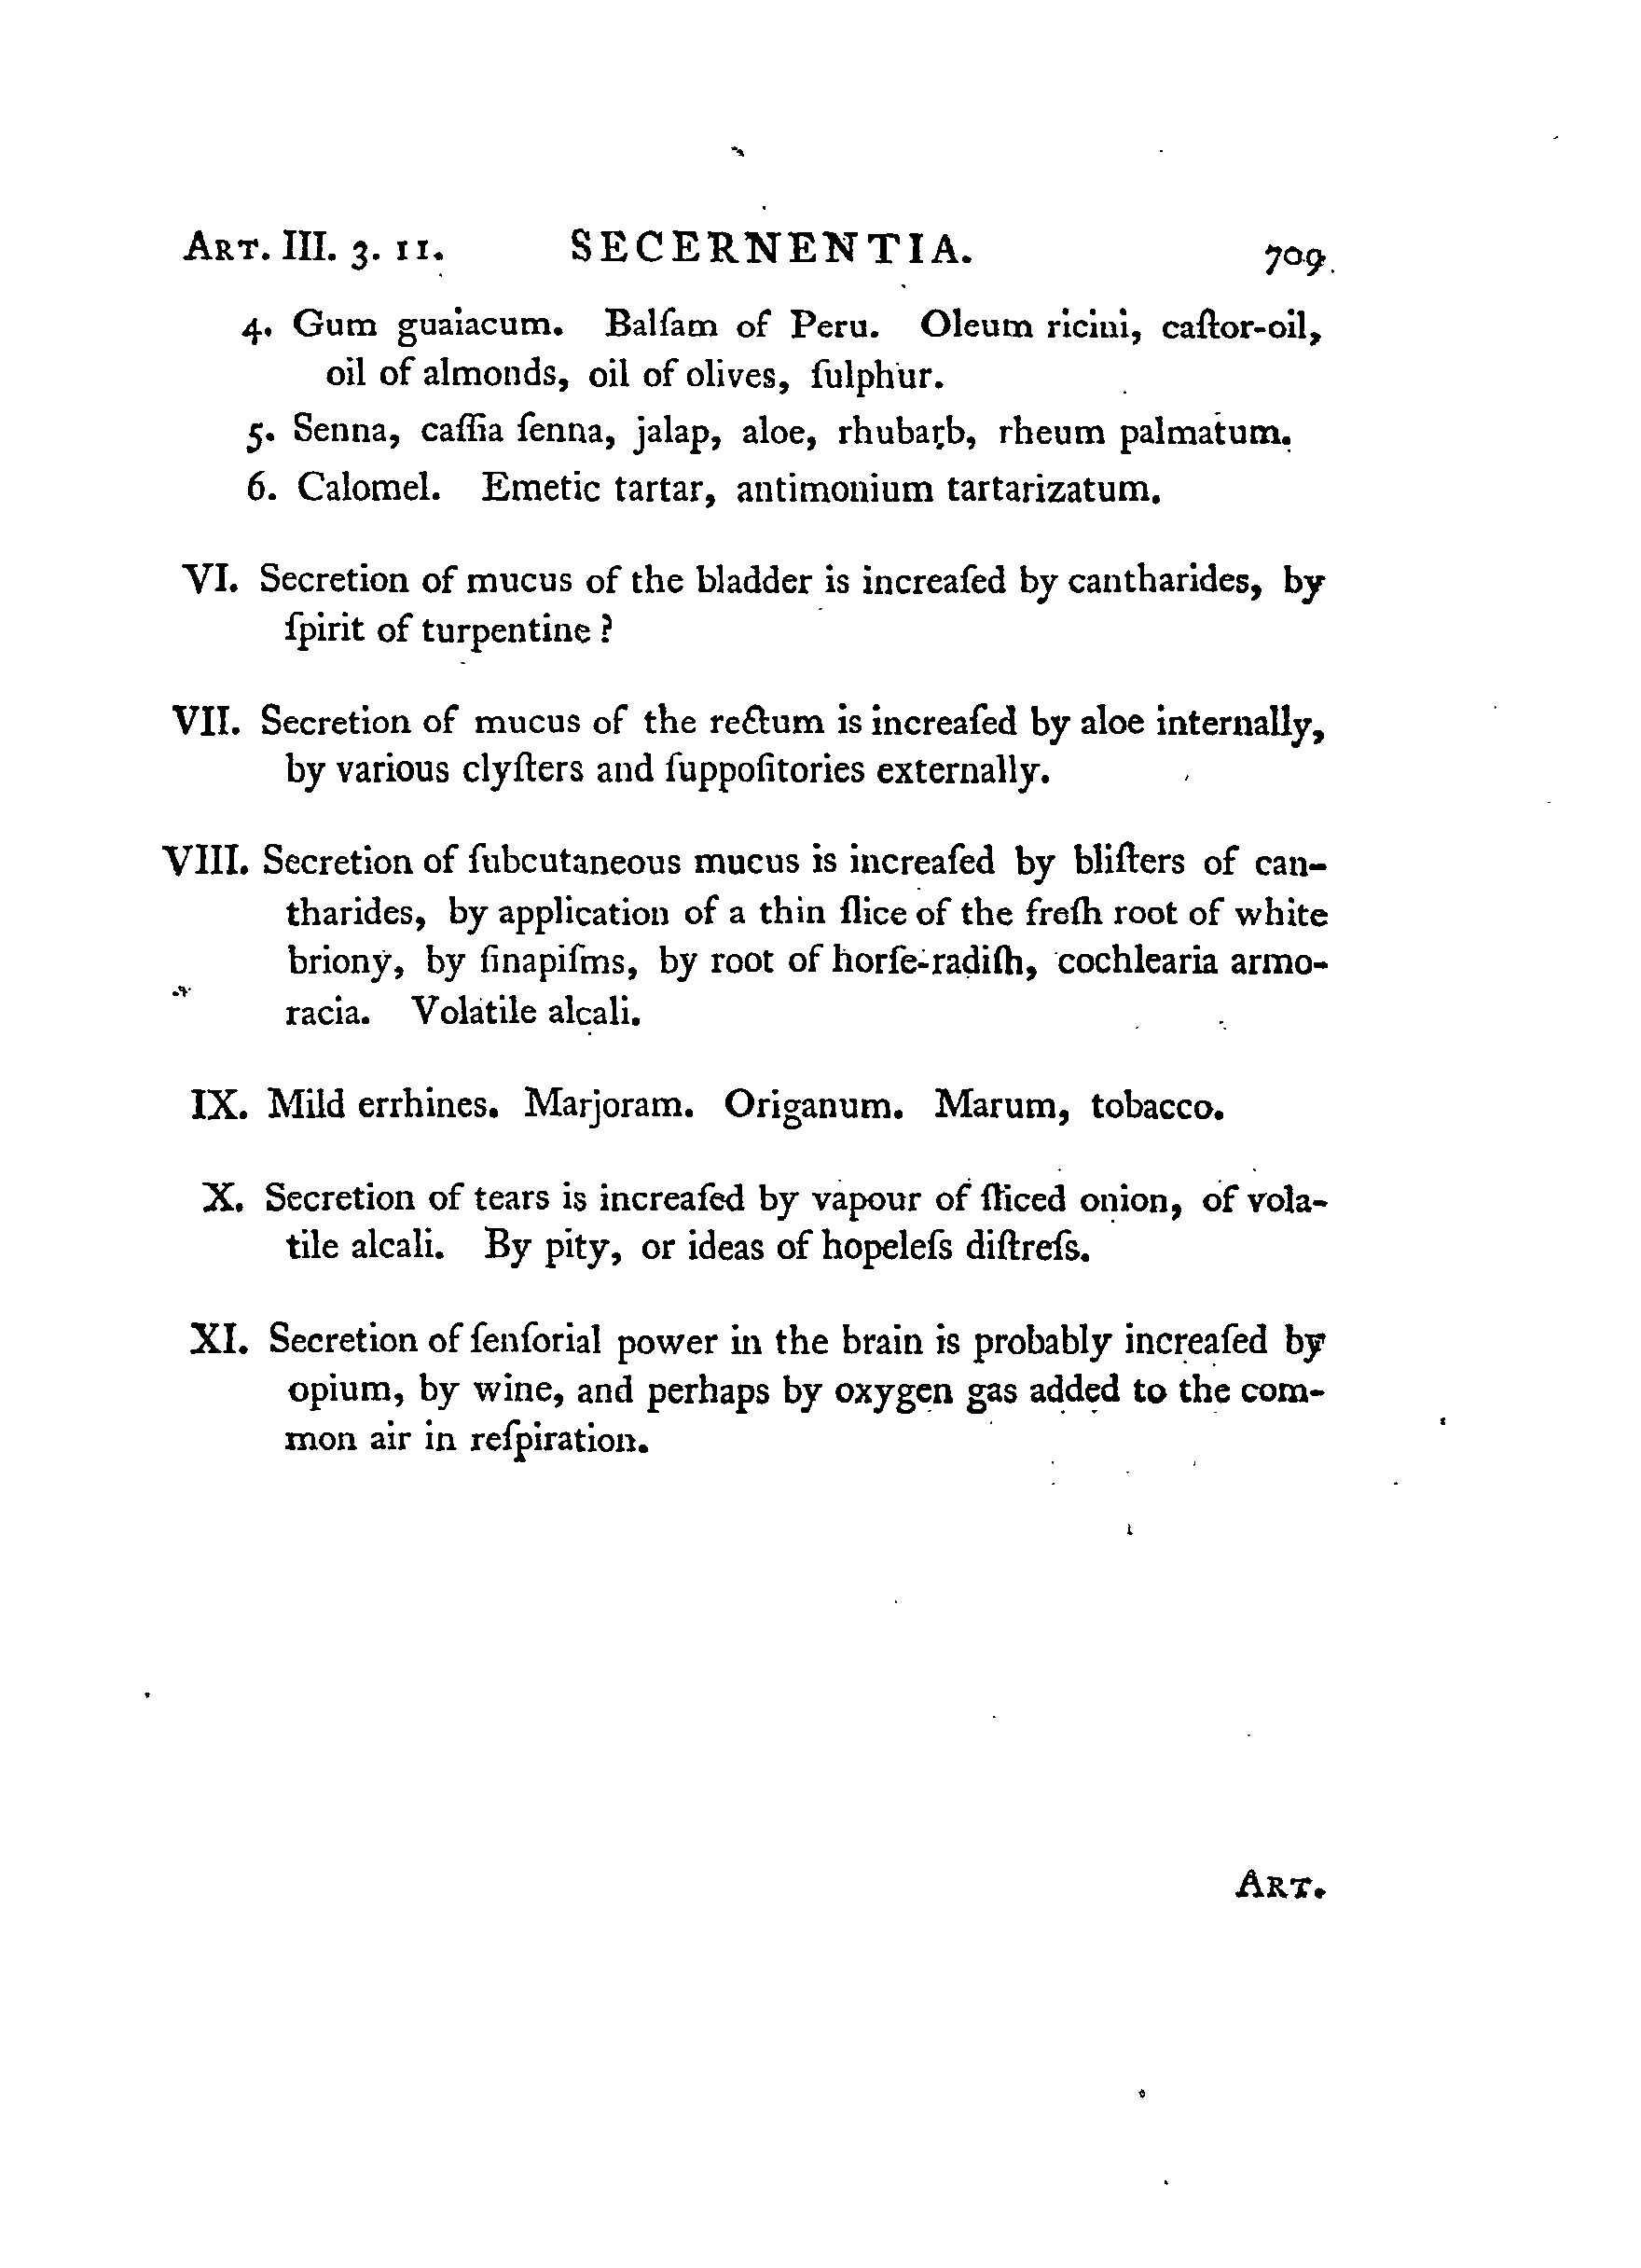 ART. III. 3. 11. SECERNENTIA. 709.
4. Gum guaiacum. Balſam of Peru. Oleum ricini, caſtor-oil,
oil of almonds, oil of olives, ſulphur.
5. Senna, caſſia ſenna, jalap, aloe, rhubarb, rheum palmatum.
6. Calomel. Emetic tartar, antimonium tartarizatum.
VI. Secretion of mucus of the bladder is increaſed by cantharides, by
ſpirit of turpentine ?
VII. Secretion of mucus of the rectum is increaſed by aloe internally,
by various clyſters and ſuppoſitories externally.
VIII. Secretion of ſubcutaneous mucus is increaſed by bliſters of can-
tharides, by application of a thin ſlice of the freſh root of white
briony, by ſinapiſms, by root of horſe-radiſh, cochlearia armo-
racia. Volatile alcali.
IX. Mild errhines. Marjoram. Origanum. Marum, tobacco.
X. Secretion of tears is increaſed by vapour of ſliced onion, of vola-
tile alcali. By pity, or ideas of hopeleſs diſtreſs.
XI. Secretion of ſenſorial power in the brain is probably increaſed by
opium, by wine, and perhaps by oxygen gas added to the com-
mon air in reſpiration.
ART.